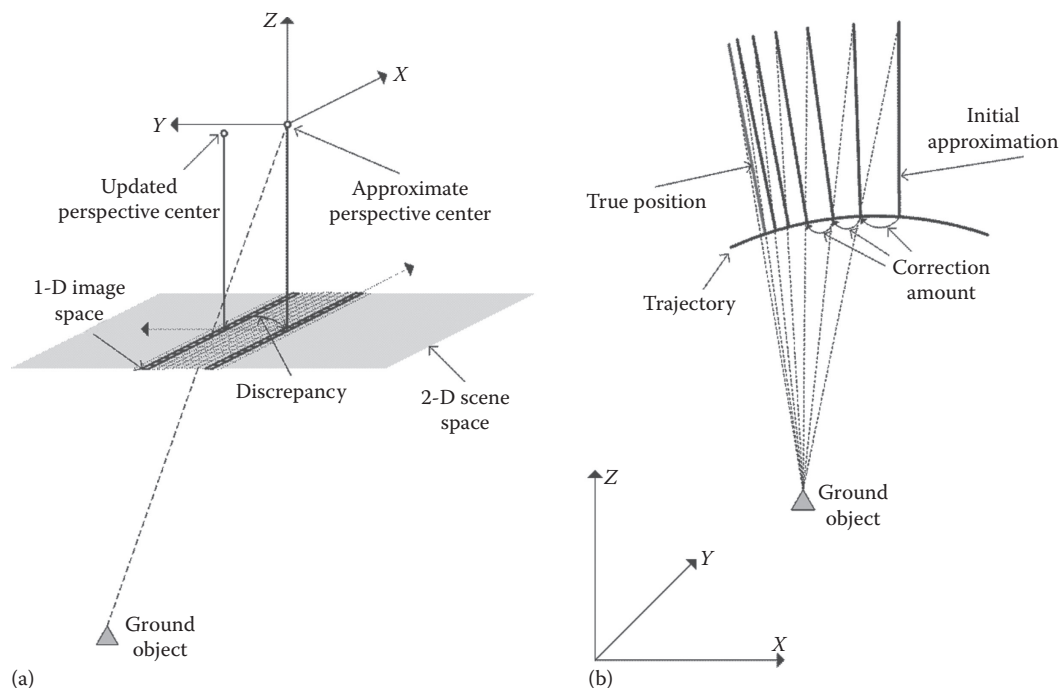 Z
X
Y
Updated
perspective center
Approximate
perspective center
1-D image
space
Discrepancy
2-D scene
space
Ground
object
(a)
Initial
approximation
True position
Trajectory
Correction
amount
Ground
object
Z
Y
X
(b)